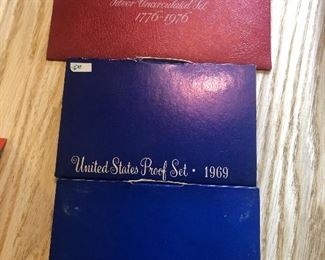 Silver Uncirculated Set
1776-1976
United States Proof Set · 1969